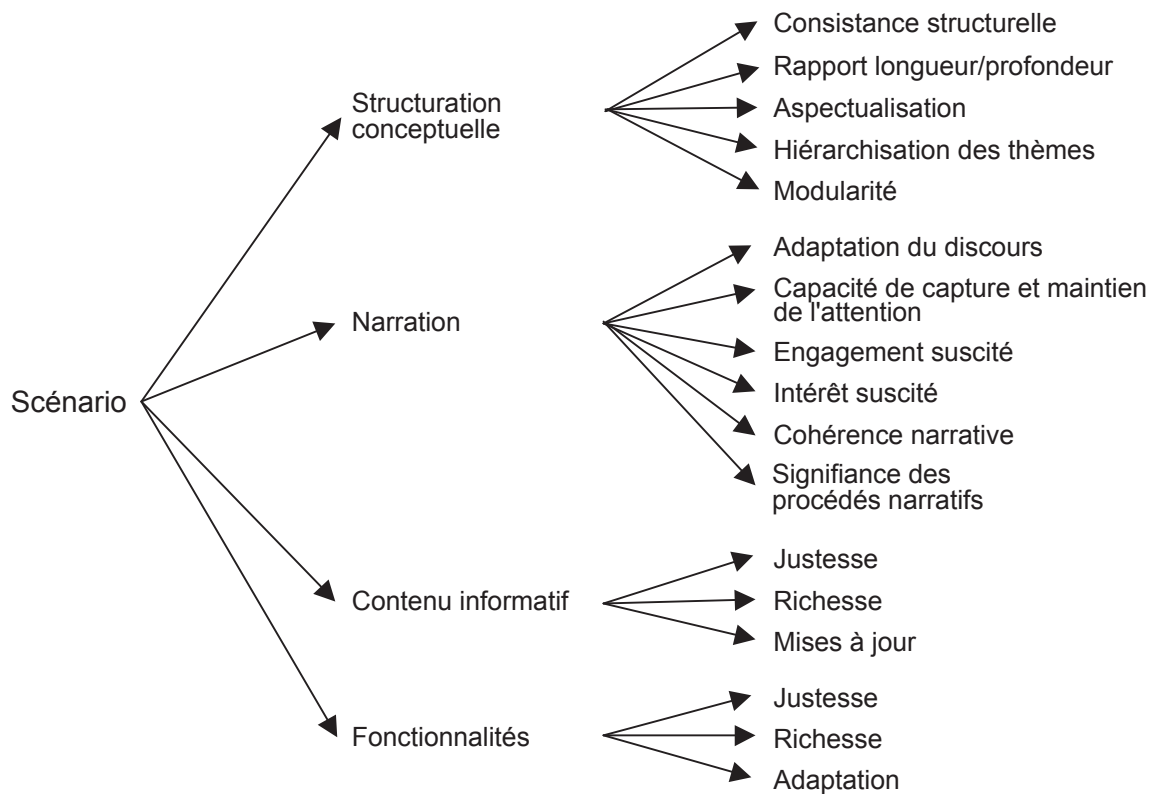 Consistance structurelle
Rapport longueur/profondeur
Structuration
conceptuelle
Aspectualisation
Hiérarchisation des thèmes
Modularité
Adaptation du discours
Capacité de capture et maintien
de l'attention
Narration
Engagement suscité
Intérêt suscité
Scénario
Cohérence narrative
Signifiance des
procédés narratifs
Justesse
Contenu informatif
Richesse
Mises à jour
Justesse
Fonctionnalités
Richesse
Adaptation